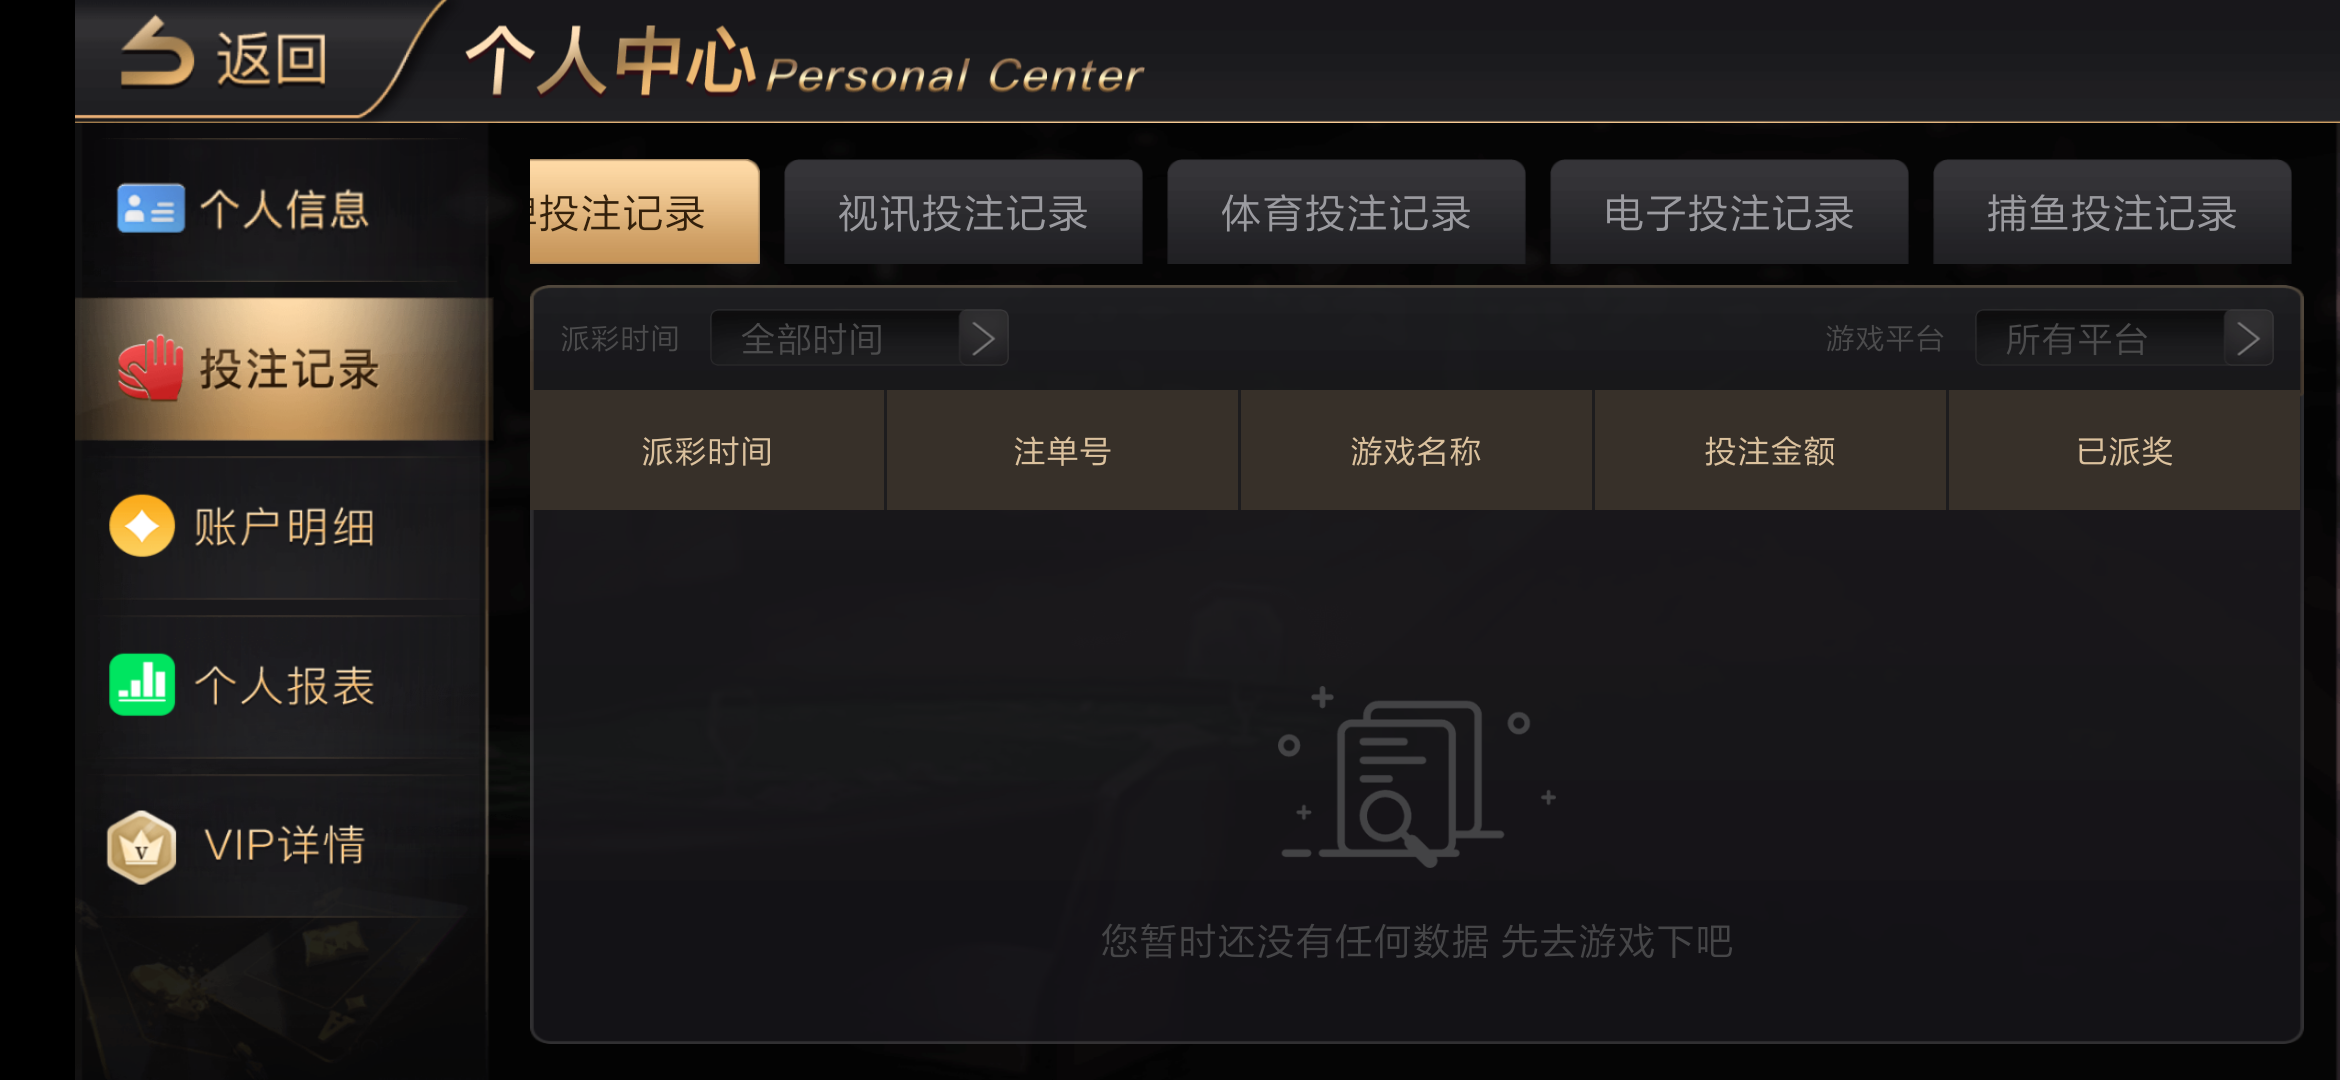 返回
个人中心 Personal Center
个人信息
投注记录
账户明细
个人报表
VIP详情
投注记录
视讯投注记录
体育投注记录
电子投注记录
捕鱼投注记录
派彩时间 全部时间
游戏平台 所有平台
派彩时间 注单号 游戏名称 投注金额 已派奖
您暂时还没有任何数据 先去游戏下吧